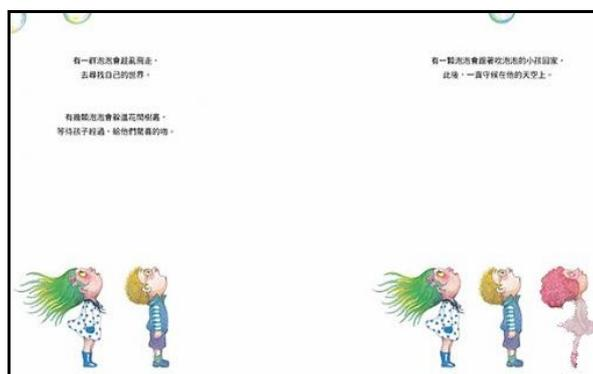 有一群泡泡會趁亂飛走，
去尋找自己的世界。
有幾顆泡泡會躲進花間樹叢，
等待孩子經過，給他們驚喜的吻。
有一顆泡泡會跟著吹泡泡的小孩回家，
此後，一直守候在他的天空上。